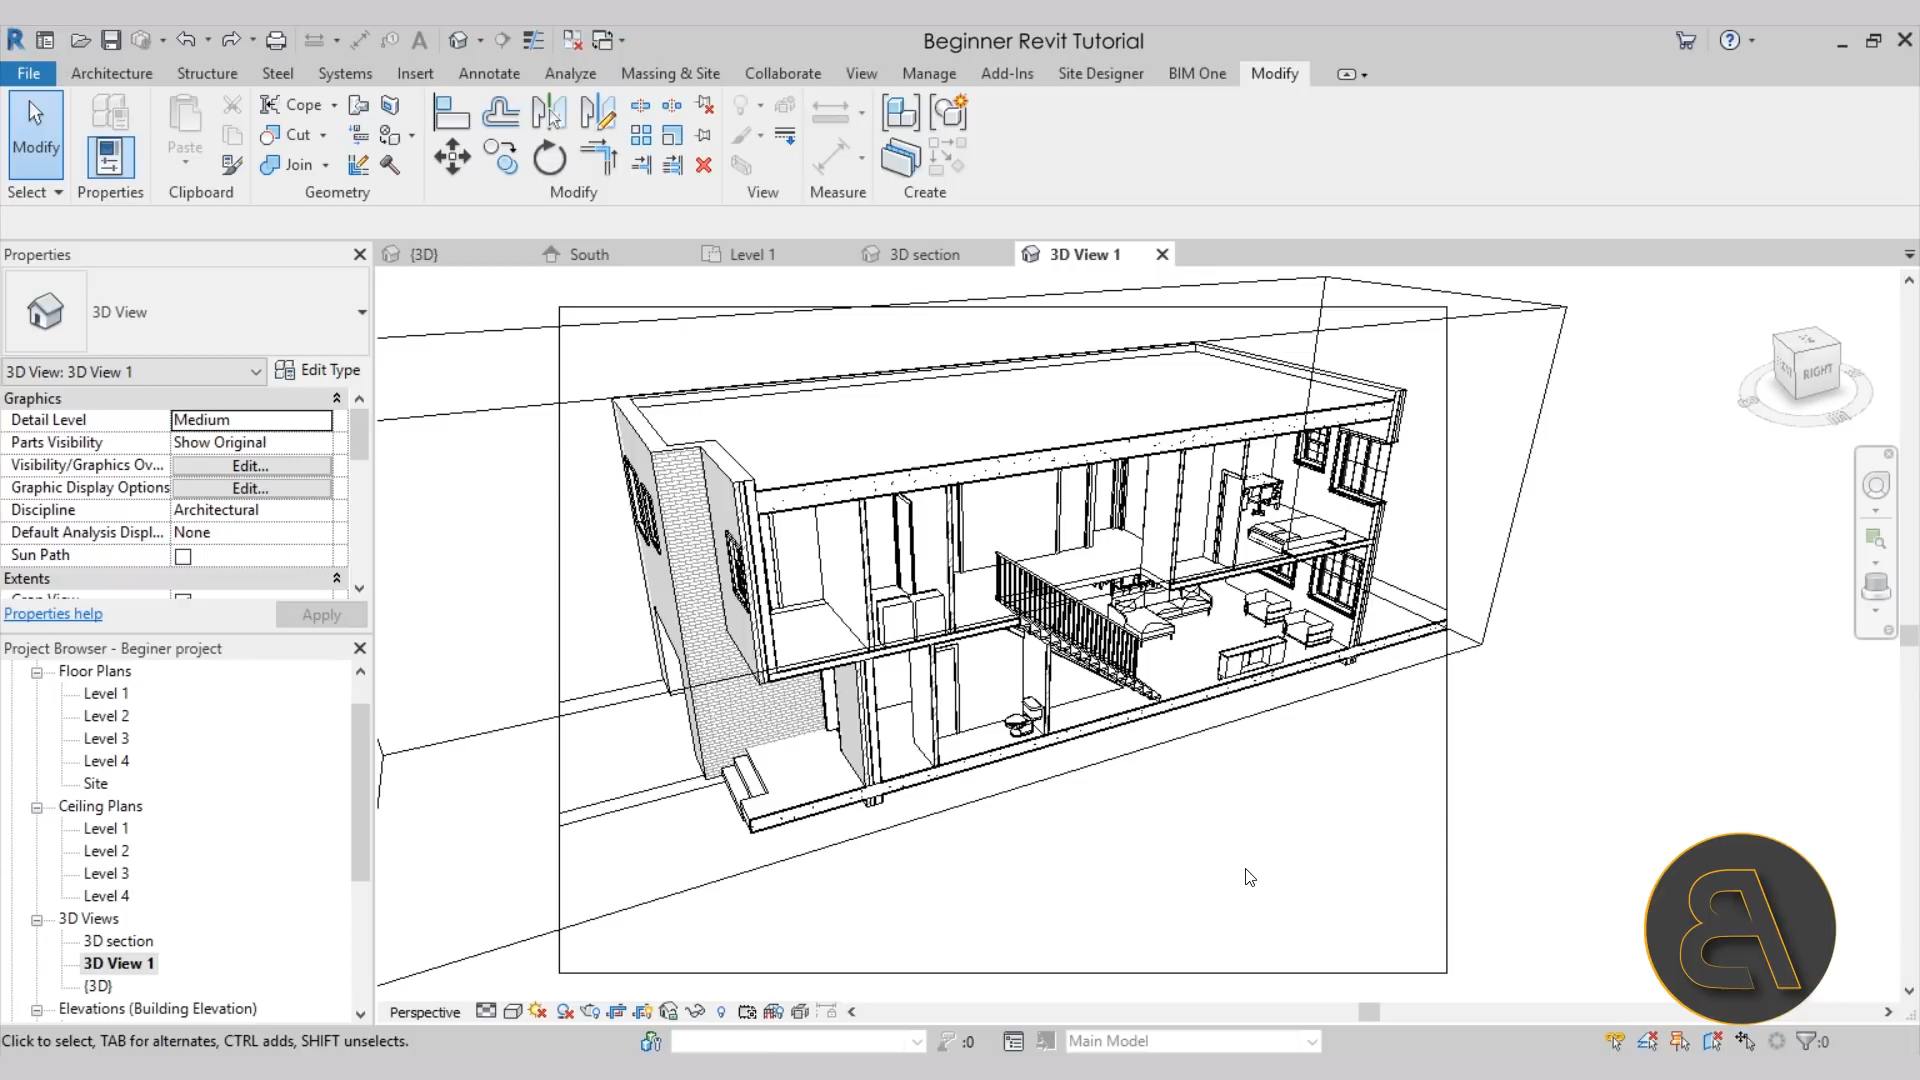 Beginner Revit Tutorial
File Architecture Structure Steel Systems Insert Annotate Analyze Massing & Site Collaborate View Manage Add-Ins Site Designer BIM One Modify
Modify
Paste
Cope
Cut
Join
Select Properties Clipboard Geometry Modify View Measure Create
Properties
{3D} South Level 1 3D section 3D View 1
3D View
3D View: 3D View 1 Edit Type
Graphics
Detail Level Medium
Parts Visibility Show Original
Visibility/Graphics Ov... Edit...
Graphic Display Options Edit...
Discipline Architectural
Default Analysis Displ... None
Sun Path
Extents
Properties help Apply
Project Browser - Beginer project
Floor Plans
Level 1
Level 2
Level 3
Level 4
Site
Ceiling Plans
Level 1
Level 2
Level 3
Level 4
3D Views
3D section
3D View 1
{3D}
Elevations (Building Elevation)
RIGHT
Perspective
Click to select, TAB for alternates, CTRL adds, SHIFT unselects.
:0
Main Model
:0